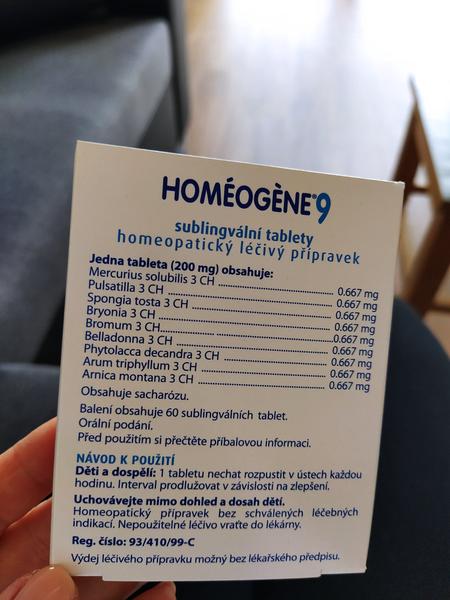 HOMÉOGÈNE®9
sublingvální tablety
homeopatický léčivý přípravek
Jedna tableta (200 mg) obsahuje:
Mercurius solubilis 3 CH ........ 0.667 mg
Pulsatilla 3 CH ........ 0.667 mg
Spongia tosta 3 CH ........ 0.667 mg
Bryonia 3 CH ........ 0.667 mg
Bromum 3 CH ........ 0.667 mg
Belladonna 3 CH ........ 0.667 mg
Phytolacca decandra 3 CH ........ 0.667 mg
Arum triphyllum 3 CH ........ 0.667 mg
Arnica montana 3 CH ........ 0.667 mg
Obsahuje sacharózu.
Balení obsahuje 60 sublingválních tablet.
Orální podání.
Před použitím si přečtěte příbalovou informaci.
NÁVOD K POUŽITÍ
Děti a dospělí: 1 tabletu nechat rozpustit v ústech každou
hodinu. Interval prodlužovat v závislosti na zlepšení.
Uchovávejte mimo dohled a dosah dětí.
Homeopatický přípravek bez schválených léčebných
indikací. Nepoužitelné léčivo vraťte do lékárny.
Reg. číslo: 93/410/99-C
Výdej léčivého přípravku možný bez lékařského předpisu.